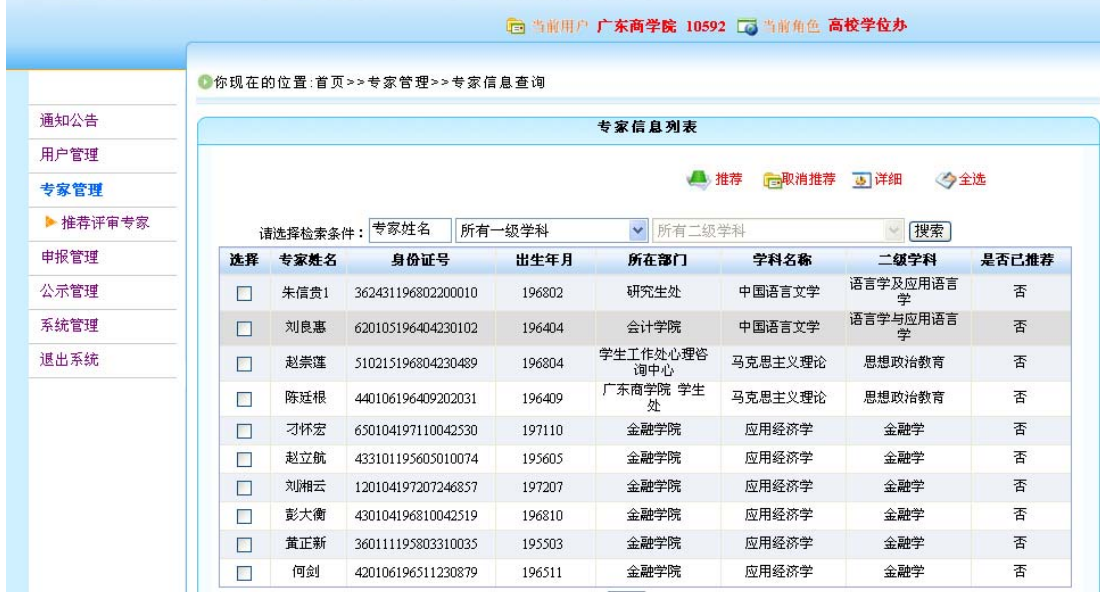 当前用户 广东商学院 10592 当前角色 高校学位办
你现在的位置:首页>>专家管理>>专家信息查询
通知公告
用户管理
专家管理
推荐评审专家
申报管理
公示管理
系统管理
退出系统
专家信息列表
推荐 取消推荐 详细 全选
请选择检索条件： 专家姓名 所有一级学科 所有二级学科 搜索
选择 专家姓名 身份证号 出生年月 所在部门 学科名称 二级学科 是否已推荐
朱信贵1 362431196802200010 196802 研究生处 中国语言文学 语言学及应用语言
学 否
刘良惠 620105196404230102 196404 会计学院 中国语言文学 语言学与应用语言
学 否
赵崇莲 510215196804230489 196804 学生工作处心理咨
询中心 马克思主义理论 思想政治教育 否
陈廷根 440106196409202031 196409 广东商学院 学生
处 马克思主义理论 思想政治教育 否
刁怀宏 650104197110042530 197110 金融学院 应用经济学 金融学 否
赵立航 433101195605010074 195605 金融学院 应用经济学 金融学 否
刘湘云 120104197207246857 197207 金融学院 应用经济学 金融学 否
彭大衡 430104196810042519 196810 金融学院 应用经济学 金融学 否
黄正新 360111195803310035 195503 金融学院 应用经济学 金融学 否
何剑 420106196511230879 196511 金融学院 应用经济学 金融学 否